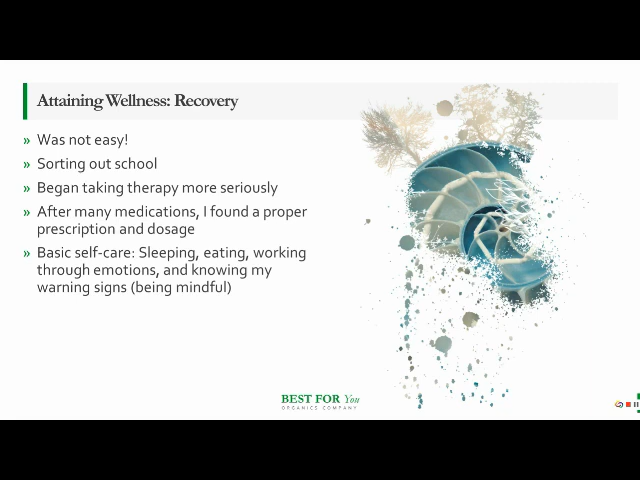 Attaining Wellness: Recovery
» Was not easy!
» Sorting out school
» Began taking therapy more seriously
» After many medications, I found a proper
prescription and dosage
» Basic self-care: Sleeping, eating, working
through emotions, and knowing my
warning signs (being mindful)
BEST FOR You
ORGANICS COMPANY